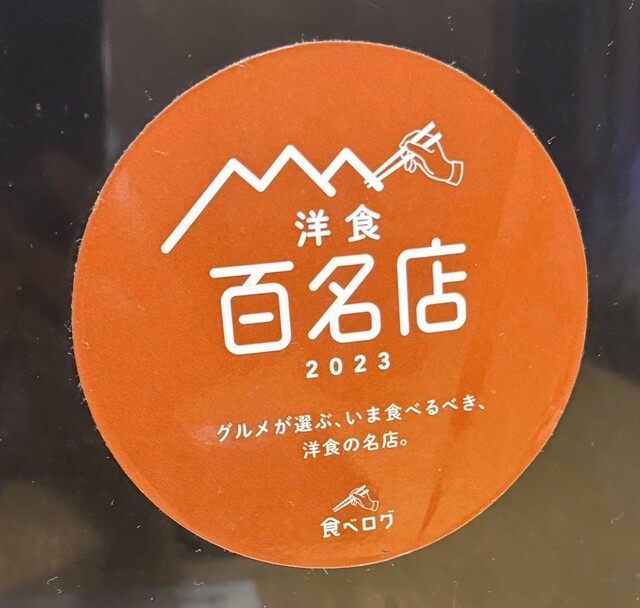 洋食
百名店
2023
グルメが選ぶ、いま食べるべき、
洋食の名店。
食べログ